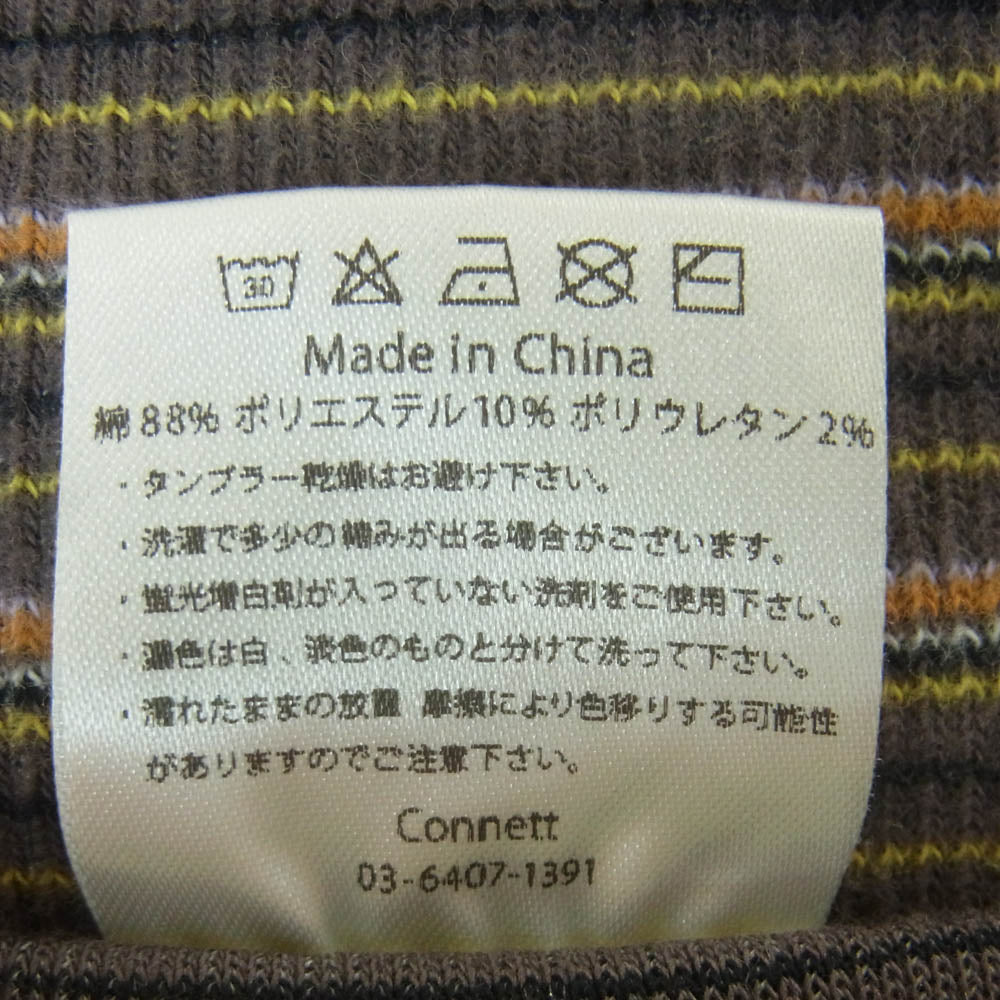 30
Made in China
綿88% ポリエステル10% ポリウレタン2%
・タンブラー乾燥はお避け下さい。
・洗濯で多少の縮みが出る場合がございます。
・蛍光増白剤が入っていない洗剤をご使用下さい。
・濃色は白、淡色のものと分けて洗って下さい。
・濡れたままの放置 摩擦により色移りする可能性
がありますのでご注意下さい。
Connett
03-6407-1391